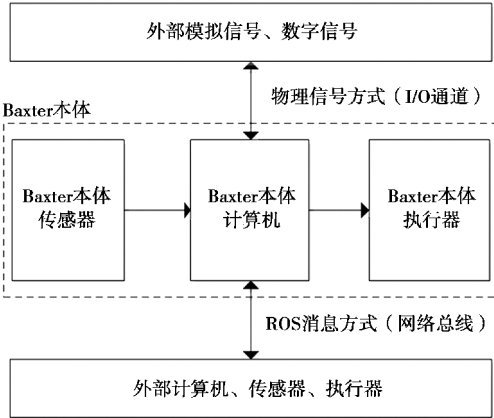 外部模拟信号、数字信号
物理信号方式（I/O通道）
Baxter本体
Baxter本体
传感器
Baxter本体
计算机
Baxter本体
执行器
ROS消息方式（网络总线）
外部计算机、传感器、执行器